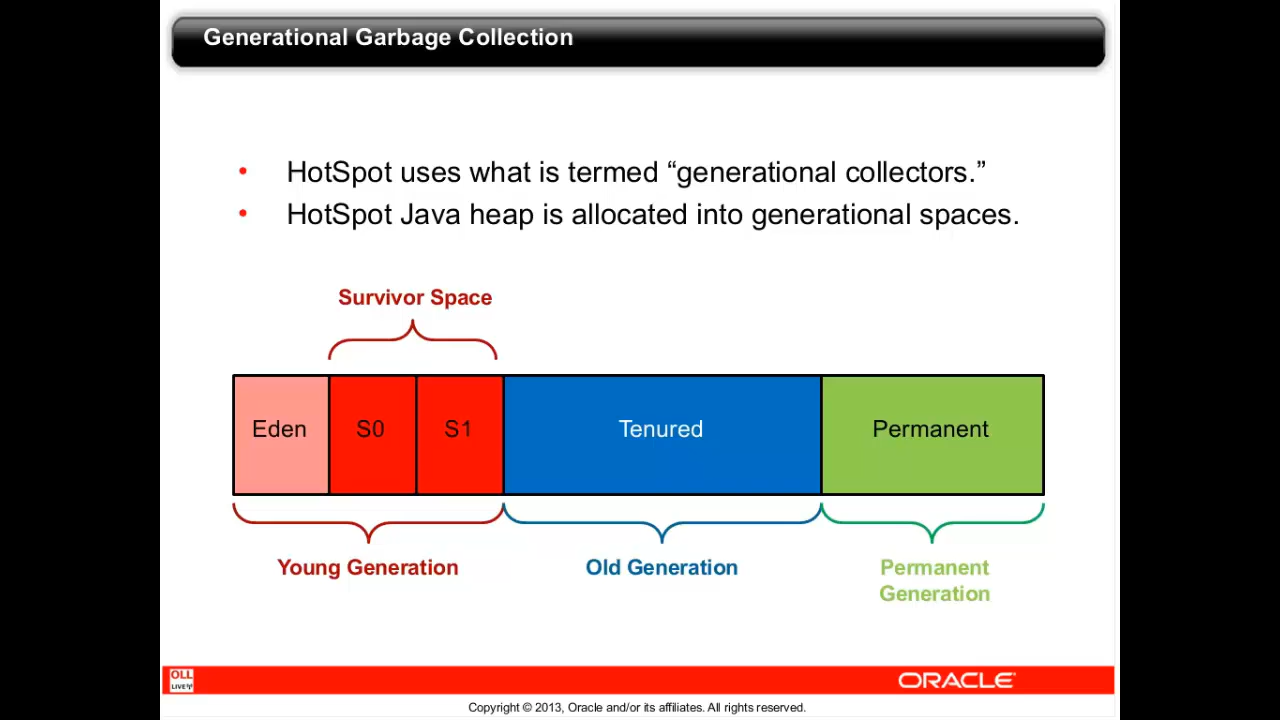 Generational Garbage Collection
• HotSpot uses what is termed “generational collectors.”
• HotSpot Java heap is allocated into generational spaces.
Survivor Space
Eden S0 S1 Tenured Permanent
Young Generation Old Generation Permanent
Generation
OLL
LIVE
ORACLE
Copyright © 2013, Oracle and/or its affiliates. All rights reserved.